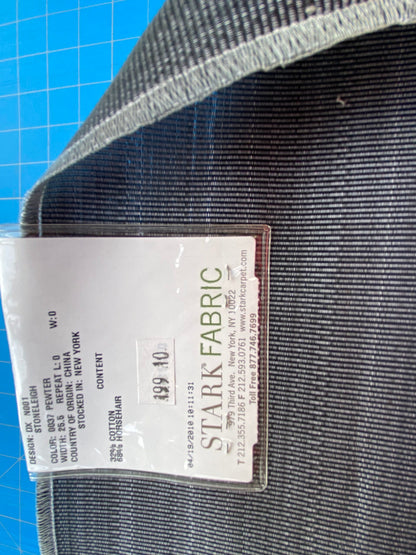 DESIGN: DX N001
STONELEIGH
COLOR: 0037 PEWTER
WIDTH: 25.5 REPEAT L: 0 W: 0
COUNTRY OF ORIGIN: CHINA
STOCKED IN: NEW YORK
CONTENT
32% COTTON
68% HORSEHAIR
04/19/2010 10:11:31
STARK FABRIC
979 Third Ave. New York, NY 10022
T 212.355.7186 F 212.593.0761 www.starkcarpet.com
Toll Free 877.746.7699